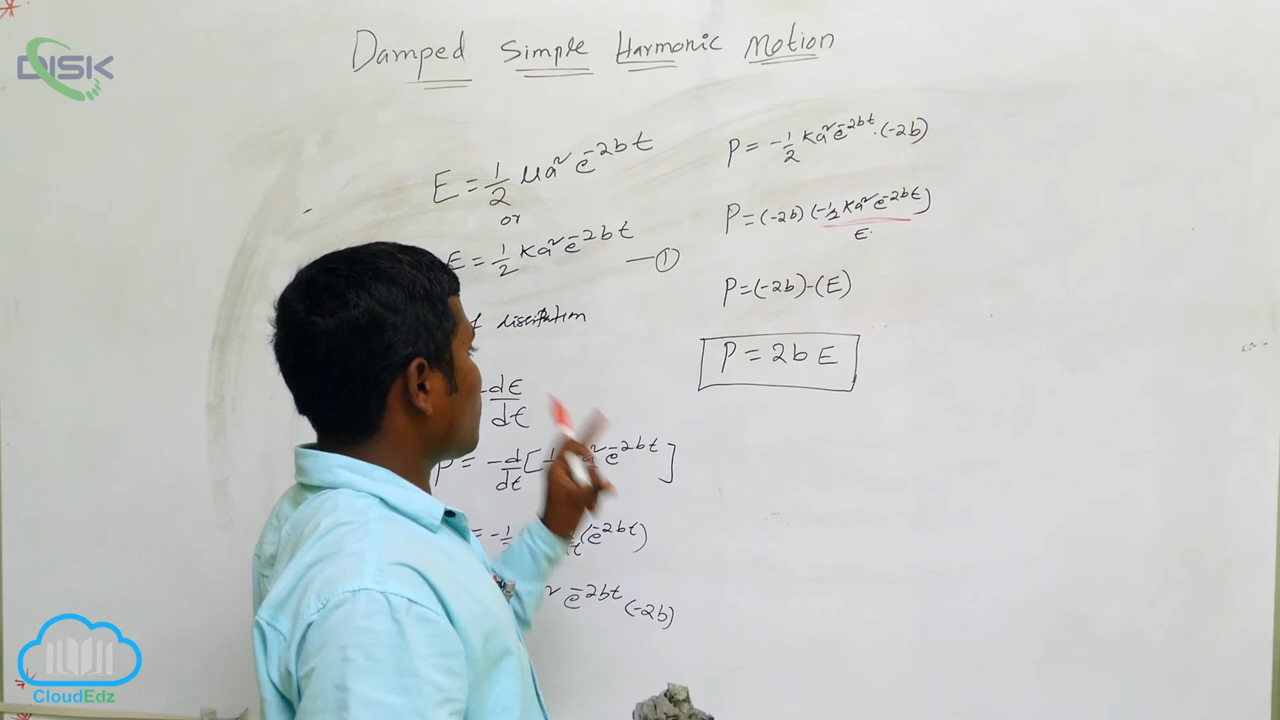 DISK
Damped Simple Harmonic Motion
E = 1/2 μa² e^-2bt
or
E = 1/2 Ka² e^-2bt —①
-dE/dt
P = -d/dt [1/2 a² e^-2bt]
= -1/2 (e^-2bt)
² e^-2bt (-2b)
P = -1/2 Ka² e^-2bt . (-2b)
P = (-2b) (-1/2 Ka² e^-2bt)
E.
P = (-2b) - (E)
P = 2b E
CloudEdz